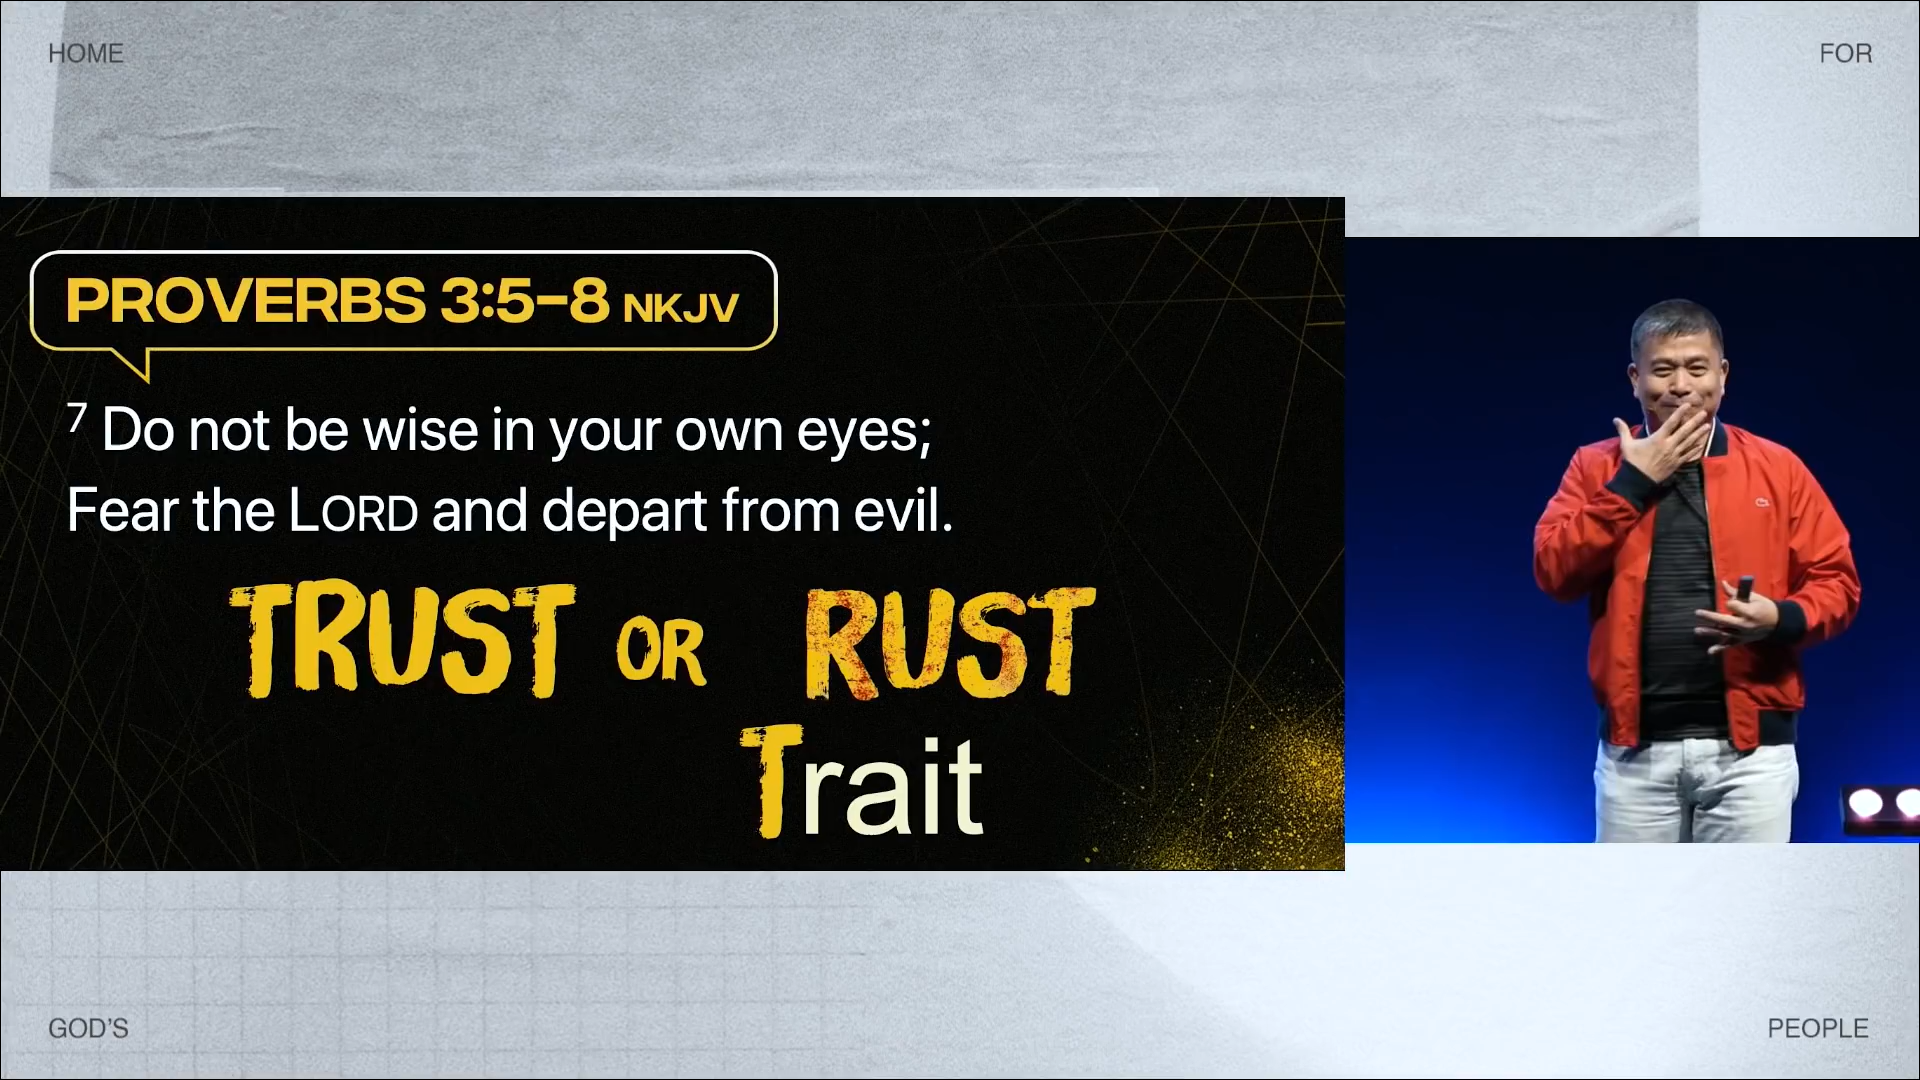 HOME
FOR
PROVERBS 3:5–8 NKJV
7 Do not be wise in your own eyes;
Fear the LORD and depart from evil.
TRUST OR RUST
Trait
GOD’S
PEOPLE